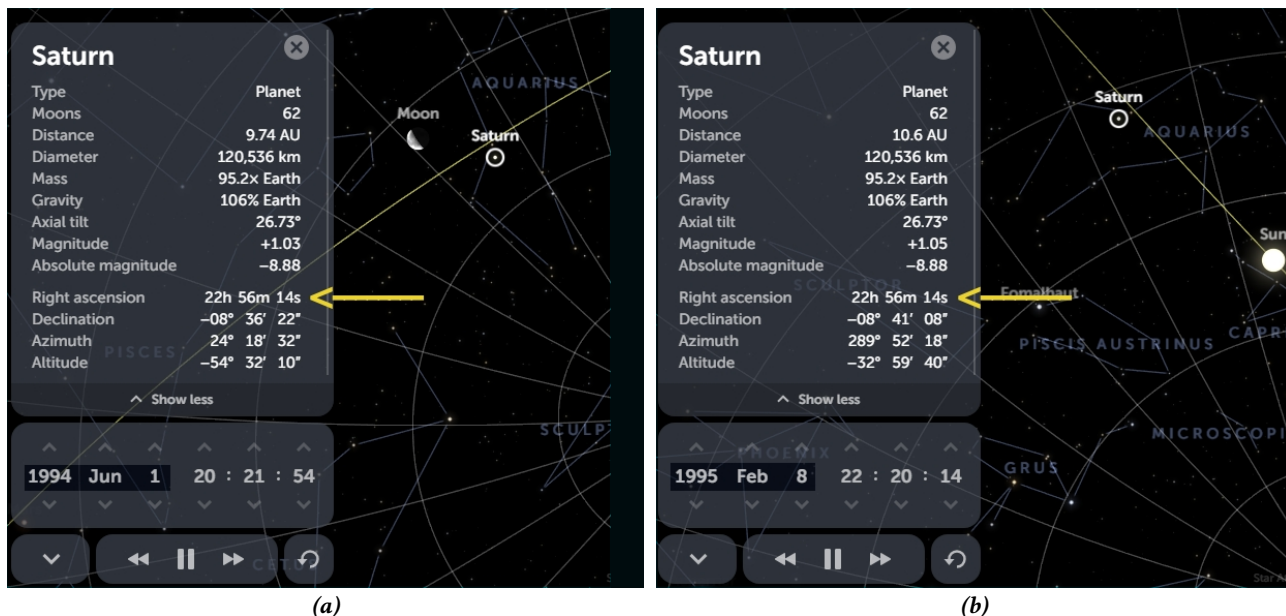 Saturn
Type Planet
Moons 62
Distance 9.74 AU
Diameter 120,536 km
Mass 95.2× Earth
Gravity 106% Earth
Axial tilt 26.73°
Magnitude +1.03
Absolute magnitude –8.88
Right ascension 22h 56m 14s
Declination –08° 36′ 22″
Azimuth 24° 18′ 32″
Altitude –54° 32′ 10″
Show less
1994 Jun 1 20 : 21 : 54
AQUARIUS
Moon
Saturn
PISCES
SCULP
CETUS
(a)
Saturn
Type Planet
Moons 62
Distance 10.6 AU
Diameter 120,536 km
Mass 95.2× Earth
Gravity 106% Earth
Axial tilt 26.73°
Magnitude +1.05
Absolute magnitude –8.88
Right ascension 22h 56m 14s
Declination –08° 41′ 08″
Azimuth 289° 52′ 18″
Altitude –32° 59′ 40″
Show less
1995 Feb 8 22 : 20 : 14
Saturn
AQUARIUS
Sun
SCULPTOR
Fomalhaut
CAPR
PISCIS AUSTRINUS
MICROSCOPI
PHOENIX
GRUS
Star
(b)